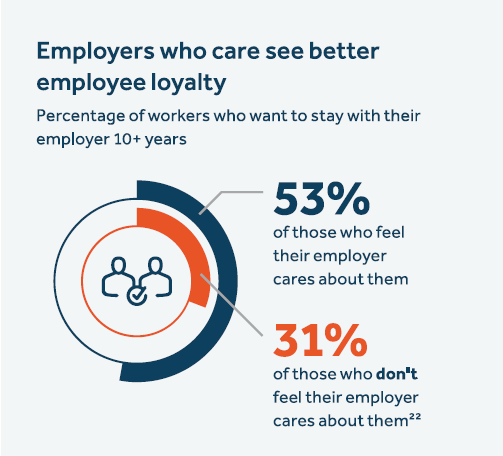 Employers who care see better
employee loyalty
Percentage of workers who want to stay with their
employer 10+ years
53%
of those who feel
their employer
cares about them
31%
of those who don't
feel their employer
cares about them²²